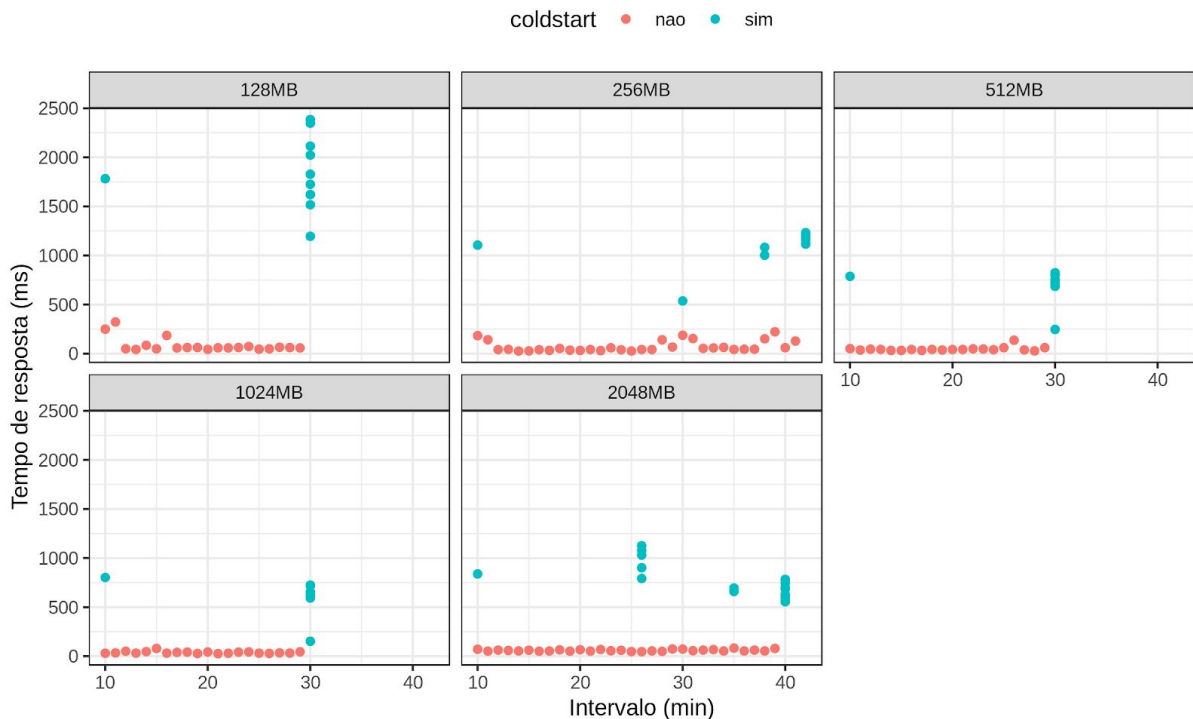 coldstart nao sim
128MB 256MB 512MB
2500
2000
1500
1000
500
0
10 20 30 40
1024MB 2048MB
2500
2000
1500
1000
500
0
10 20 30 40 10 20 30 40
Tempo de resposta (ms)
Intervalo (min)